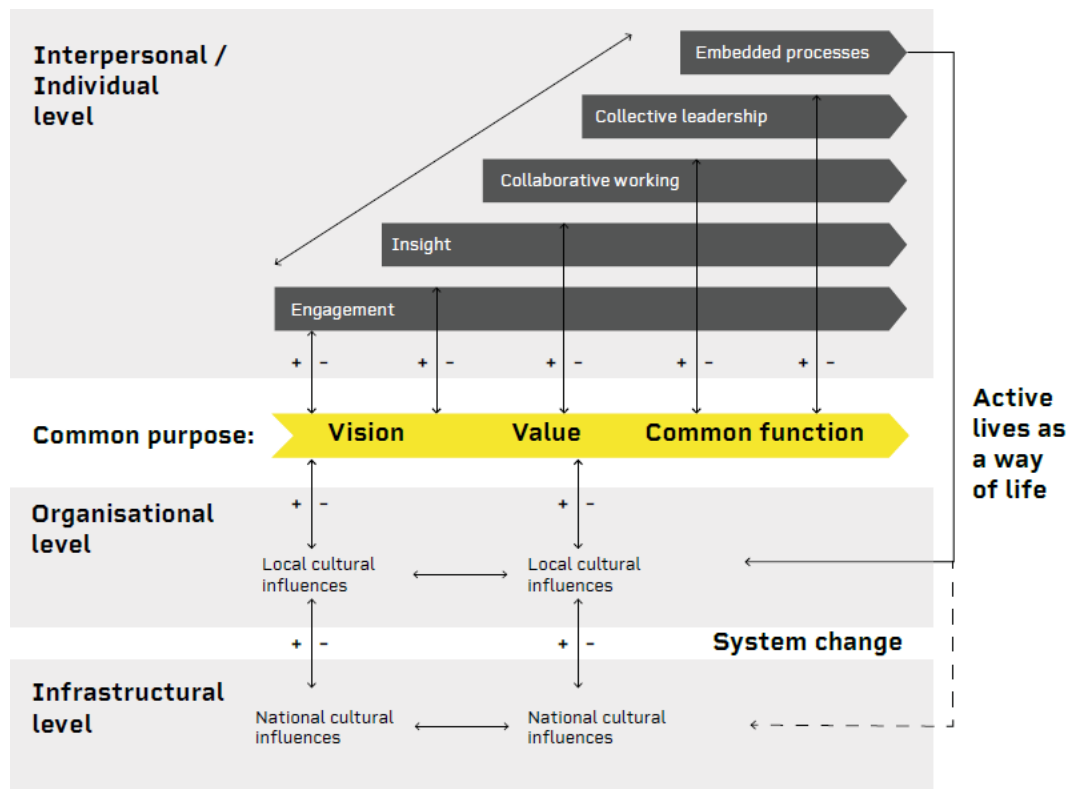 Interpersonal /
Individual
level
Embedded processes
Collective leadership
Collaborative working
Insight
Engagement
+ - + - + - + - + -
Common purpose: Vision Value Common function
Active
lives as
a way
of life
Organisational
level
+ - + -
Local cultural
influences
Local cultural
influences
+ - + -
System change
Infrastructural
level
National cultural
influences
National cultural
influences